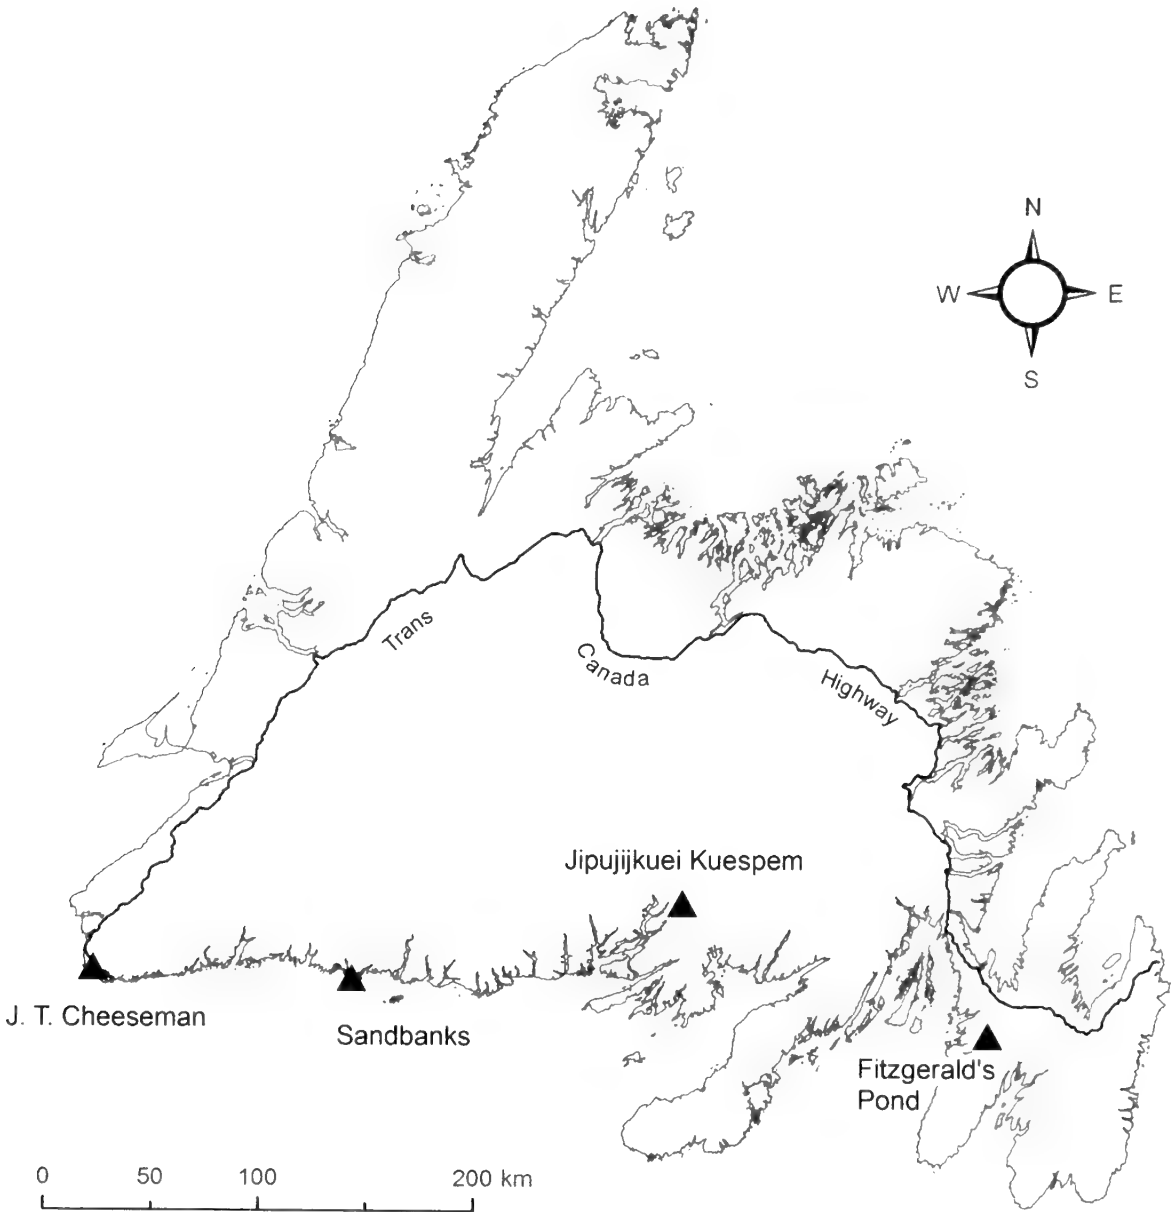 N
W E
S
Trans
Canada
Highway
Jipujijkuei Kuespem
J. T. Cheeseman
Sandbanks
Fitzgerald's
Pond
0 50 100 200 km